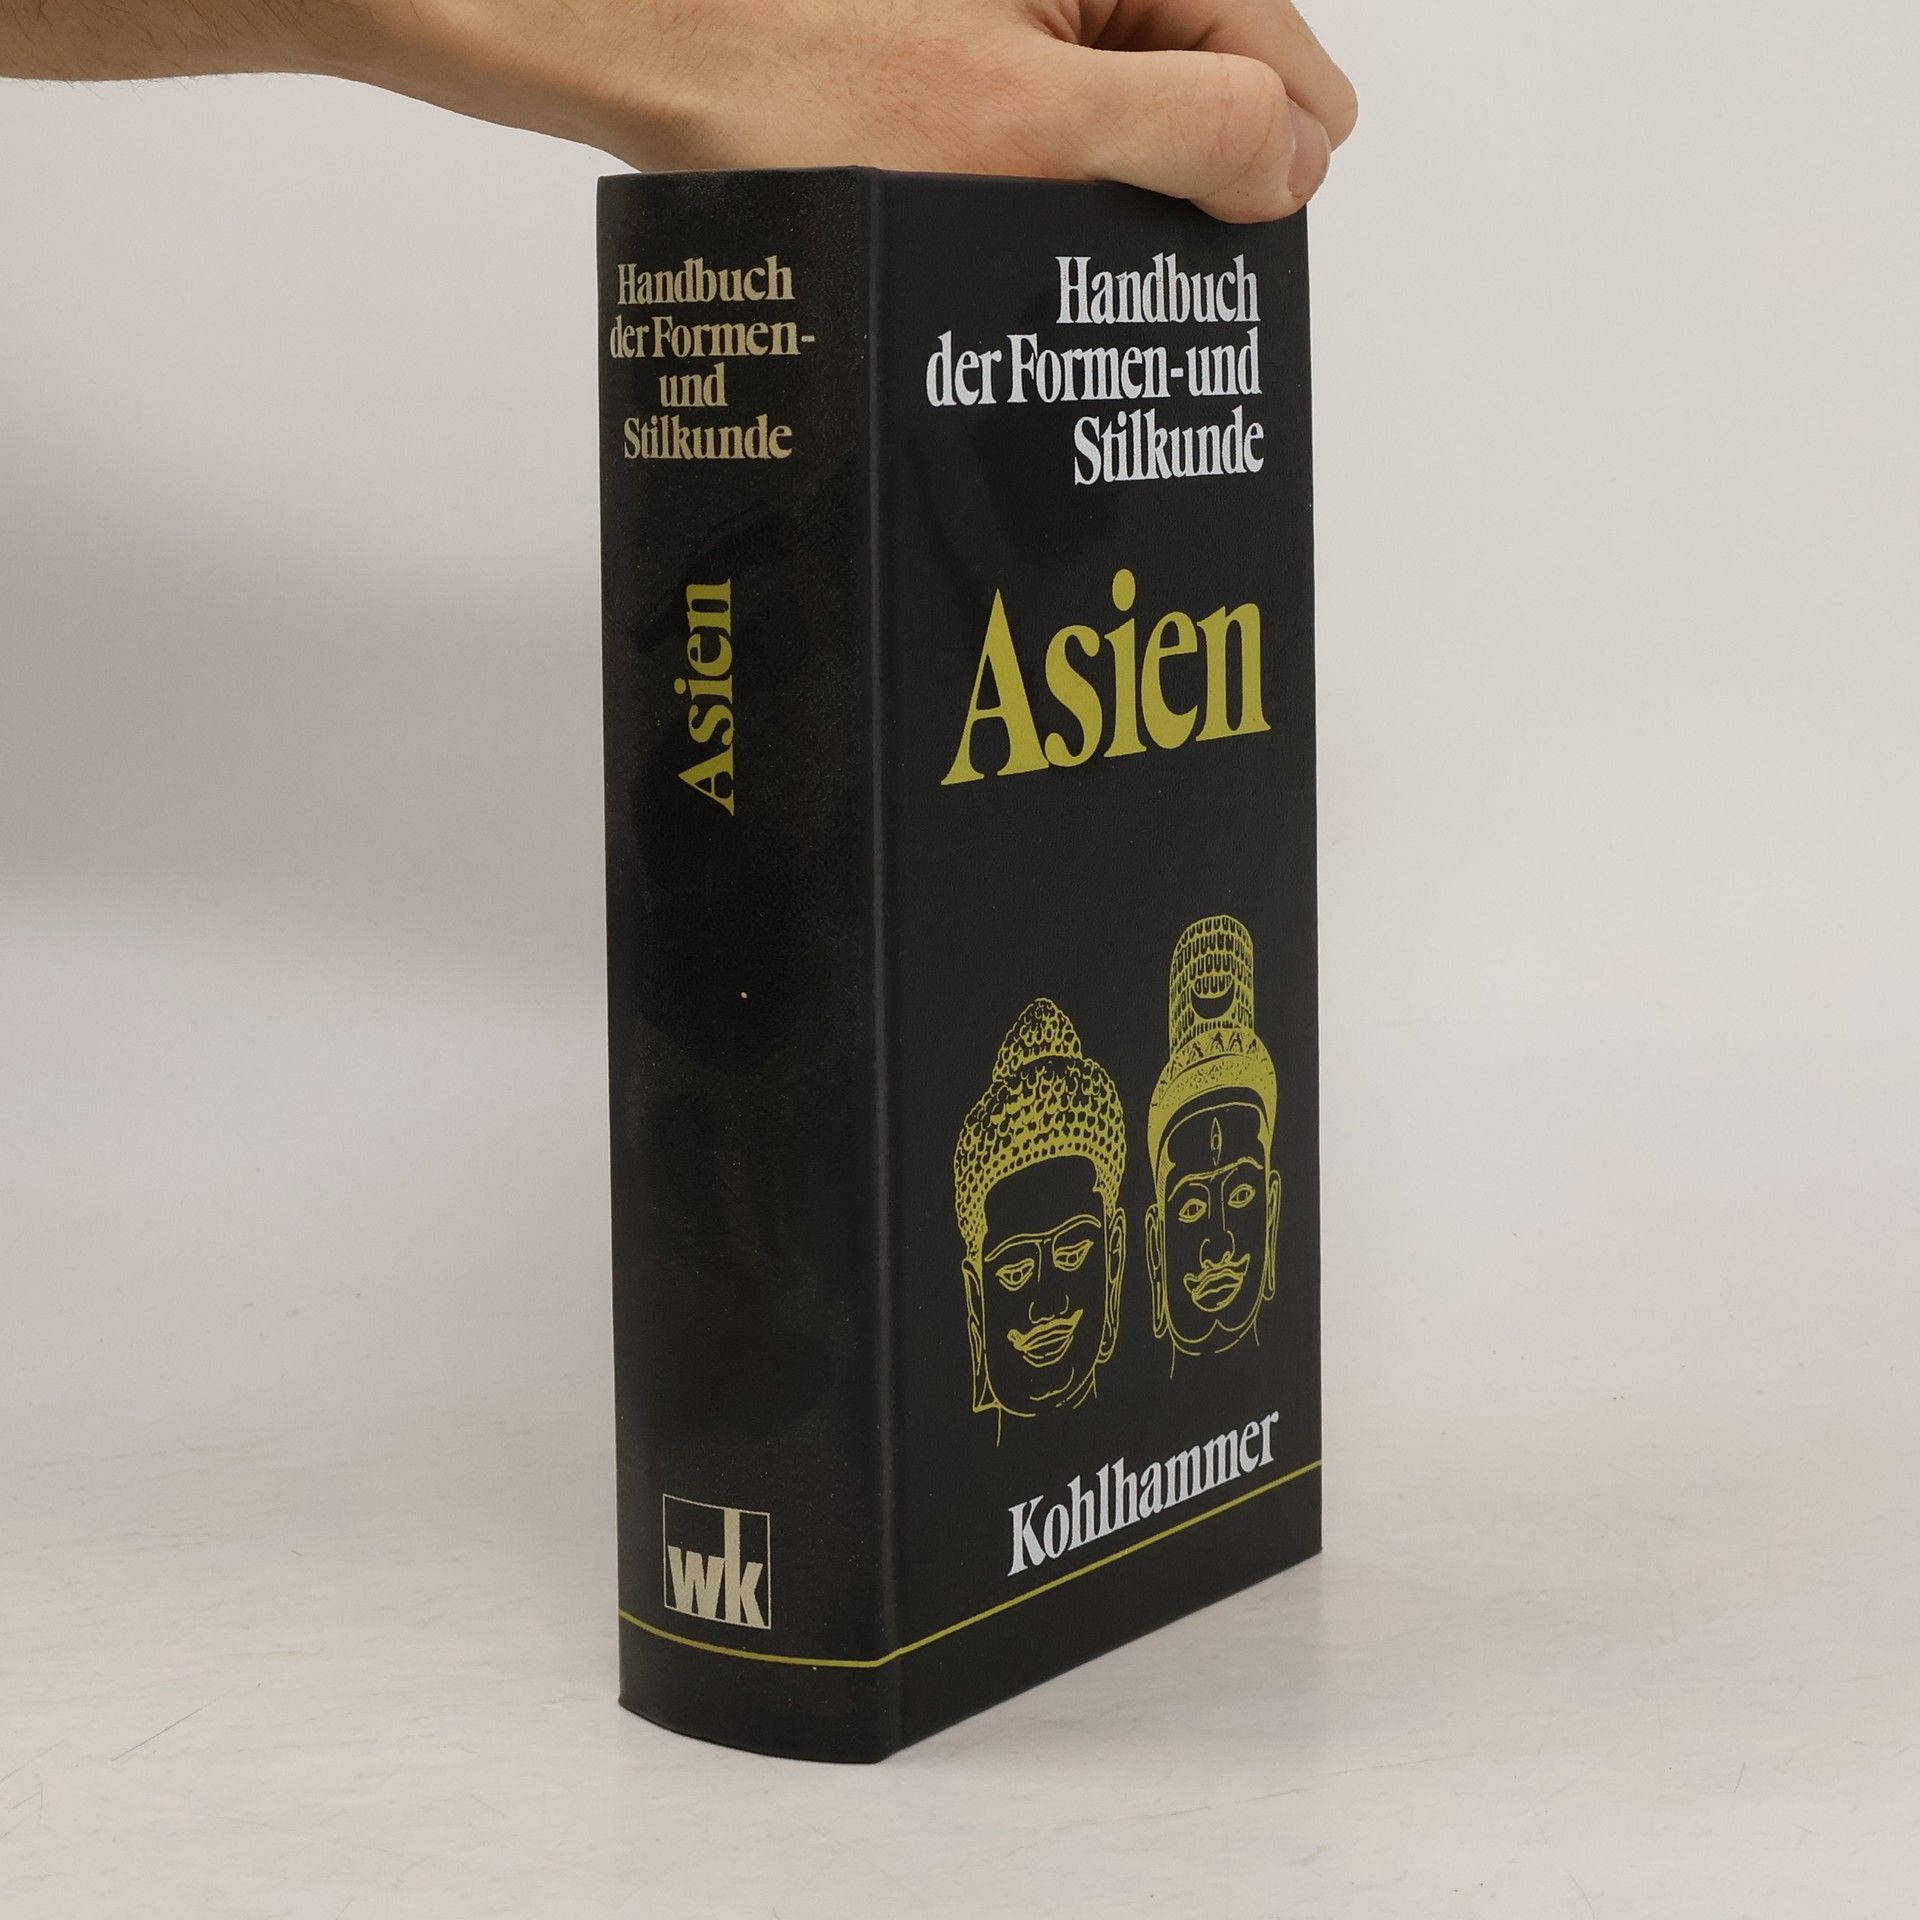 Handbuch
der Formen-
und
Stilkunde
Asien
wk
Handbuch
der Formen-und
Stilkunde
Asien
Kohlhammer